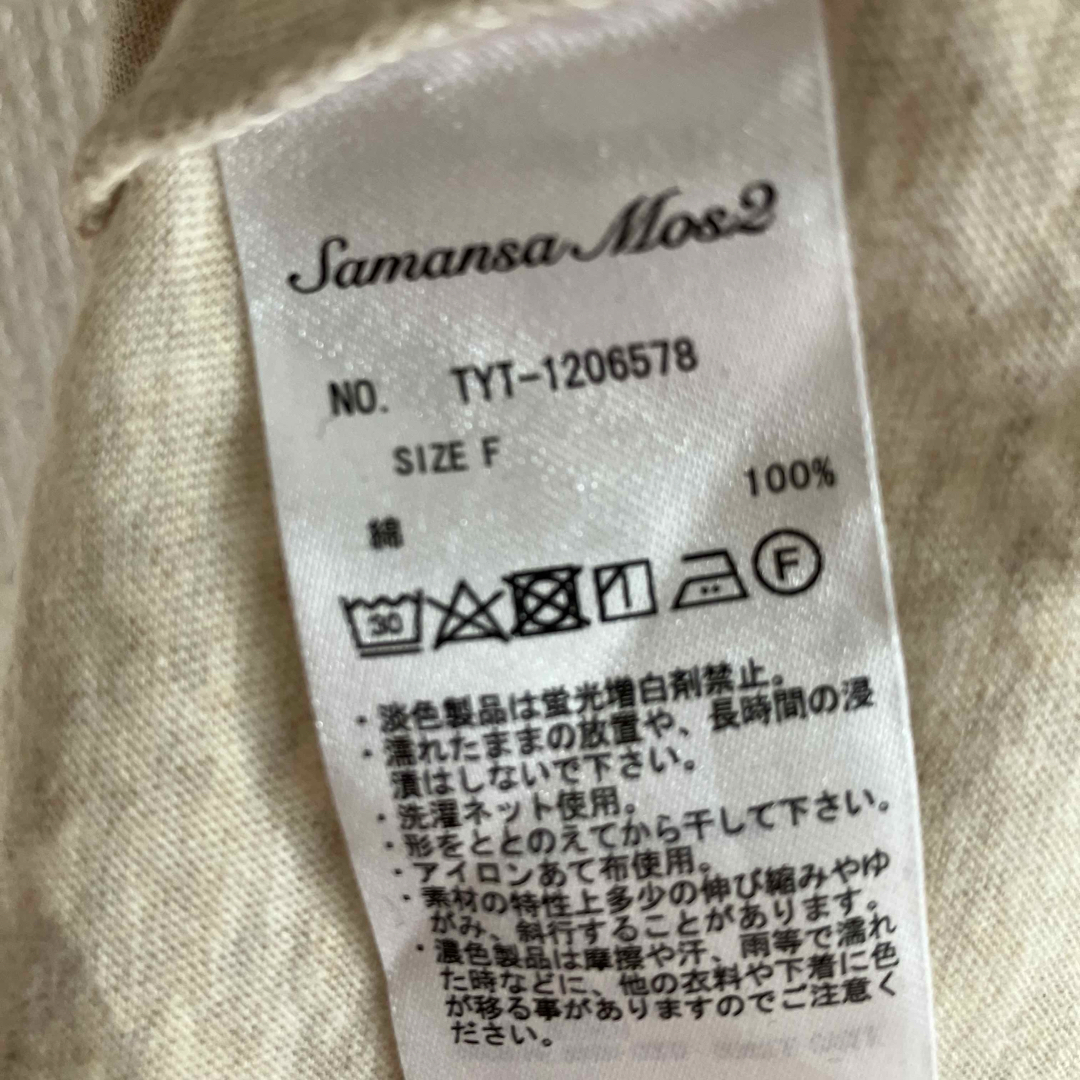 Samansa Mos2
NO. TYT-1206578
SIZE F
綿 100%
30 F
・淡色製品は蛍光増白剤禁止。
・濡れたままの放置や、長時間の浸
漬はしないで下さい。
・洗濯ネット使用。
・形をととのえてから干して下さい。
・アイロンあて布使用。
・素材の特性上多少の伸び縮みやゆ
がみ、斜行することがあります。
・濃色製品は摩擦や汗、雨等で濡れ
た時などに、他の衣料や下着に色
が移る事がありますのでご注意く
ださい。